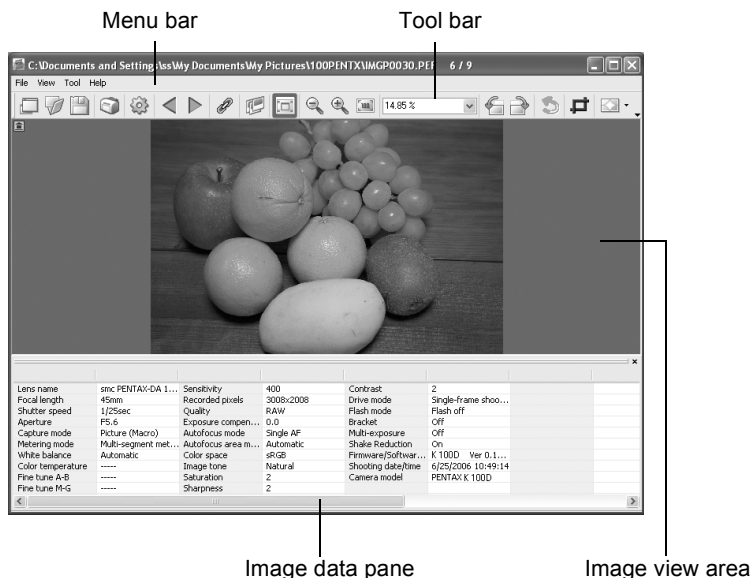 Menu bar
Tool bar
C:\Documents and Settings\ss\My Documents\My Pictures\100PENTX\IMGP0030.PEF 6 / 9
File View Tool Help
14.85 %
Lens name smc PENTAX-DA 1... Sensitivity 400 Contrast 2
Focal length 45mm Recorded pixels 3008x2008 Drive mode Single-frame shoo...
Shutter speed 1/25sec Quality RAW Flash mode Flash off
Aperture F5.6 Exposure compen... 0.0 Bracket Off
Capture mode Picture (Macro) Autofocus mode Single AF Multi-exposure Off
Metering mode Multi-segment met... Autofocus area m... Automatic Shake Reduction On
White balance Automatic Color space sRGB Firmware/Softwar... K 100D Ver 0.1...
Color temperature ----- Image tone Natural Shooting date/time 6/25/2006 10:49:14
Fine tune A-B ----- Saturation 2 Camera model PENTAX K 100D
Fine tune M-G ----- Sharpness 2
Image data pane
Image view area